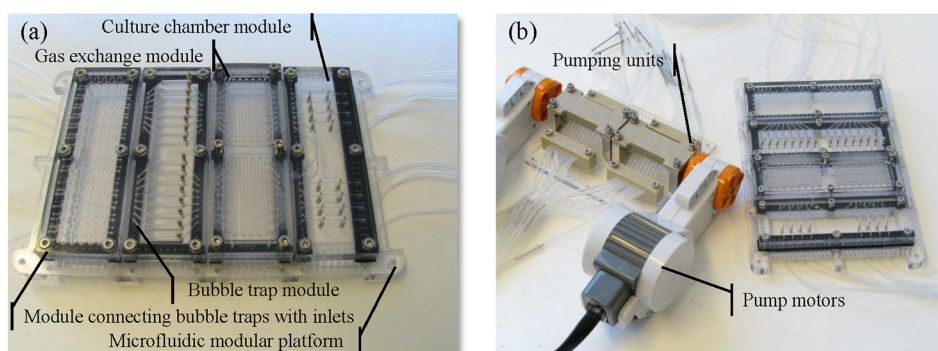 (a)
Culture chamber module
Gas exchange module
Bubble trap module
Module connecting bubble traps with inlets
Microfluidic modular platform
(b)
Pumping units
Pump motors